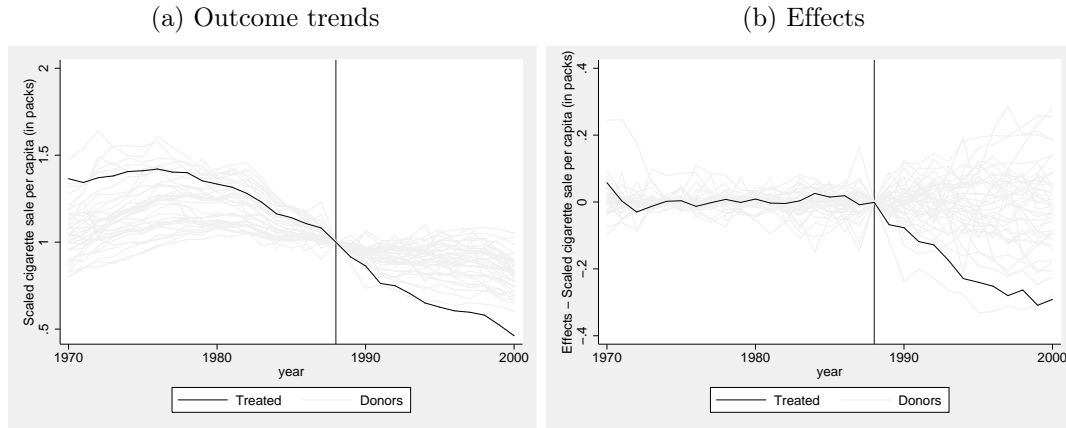 (a) Outcome trends
Scaled cigarette sale per capita (in packs)
2
1.5
1
.5
1970
1980
1990
2000
year
Treated
Donors
(b) Effects
Effects − Scaled cigarette sale per capita (in packs)
.4
.2
0
−.2
−.4
1970
1980
1990
2000
year
Treated
Donors